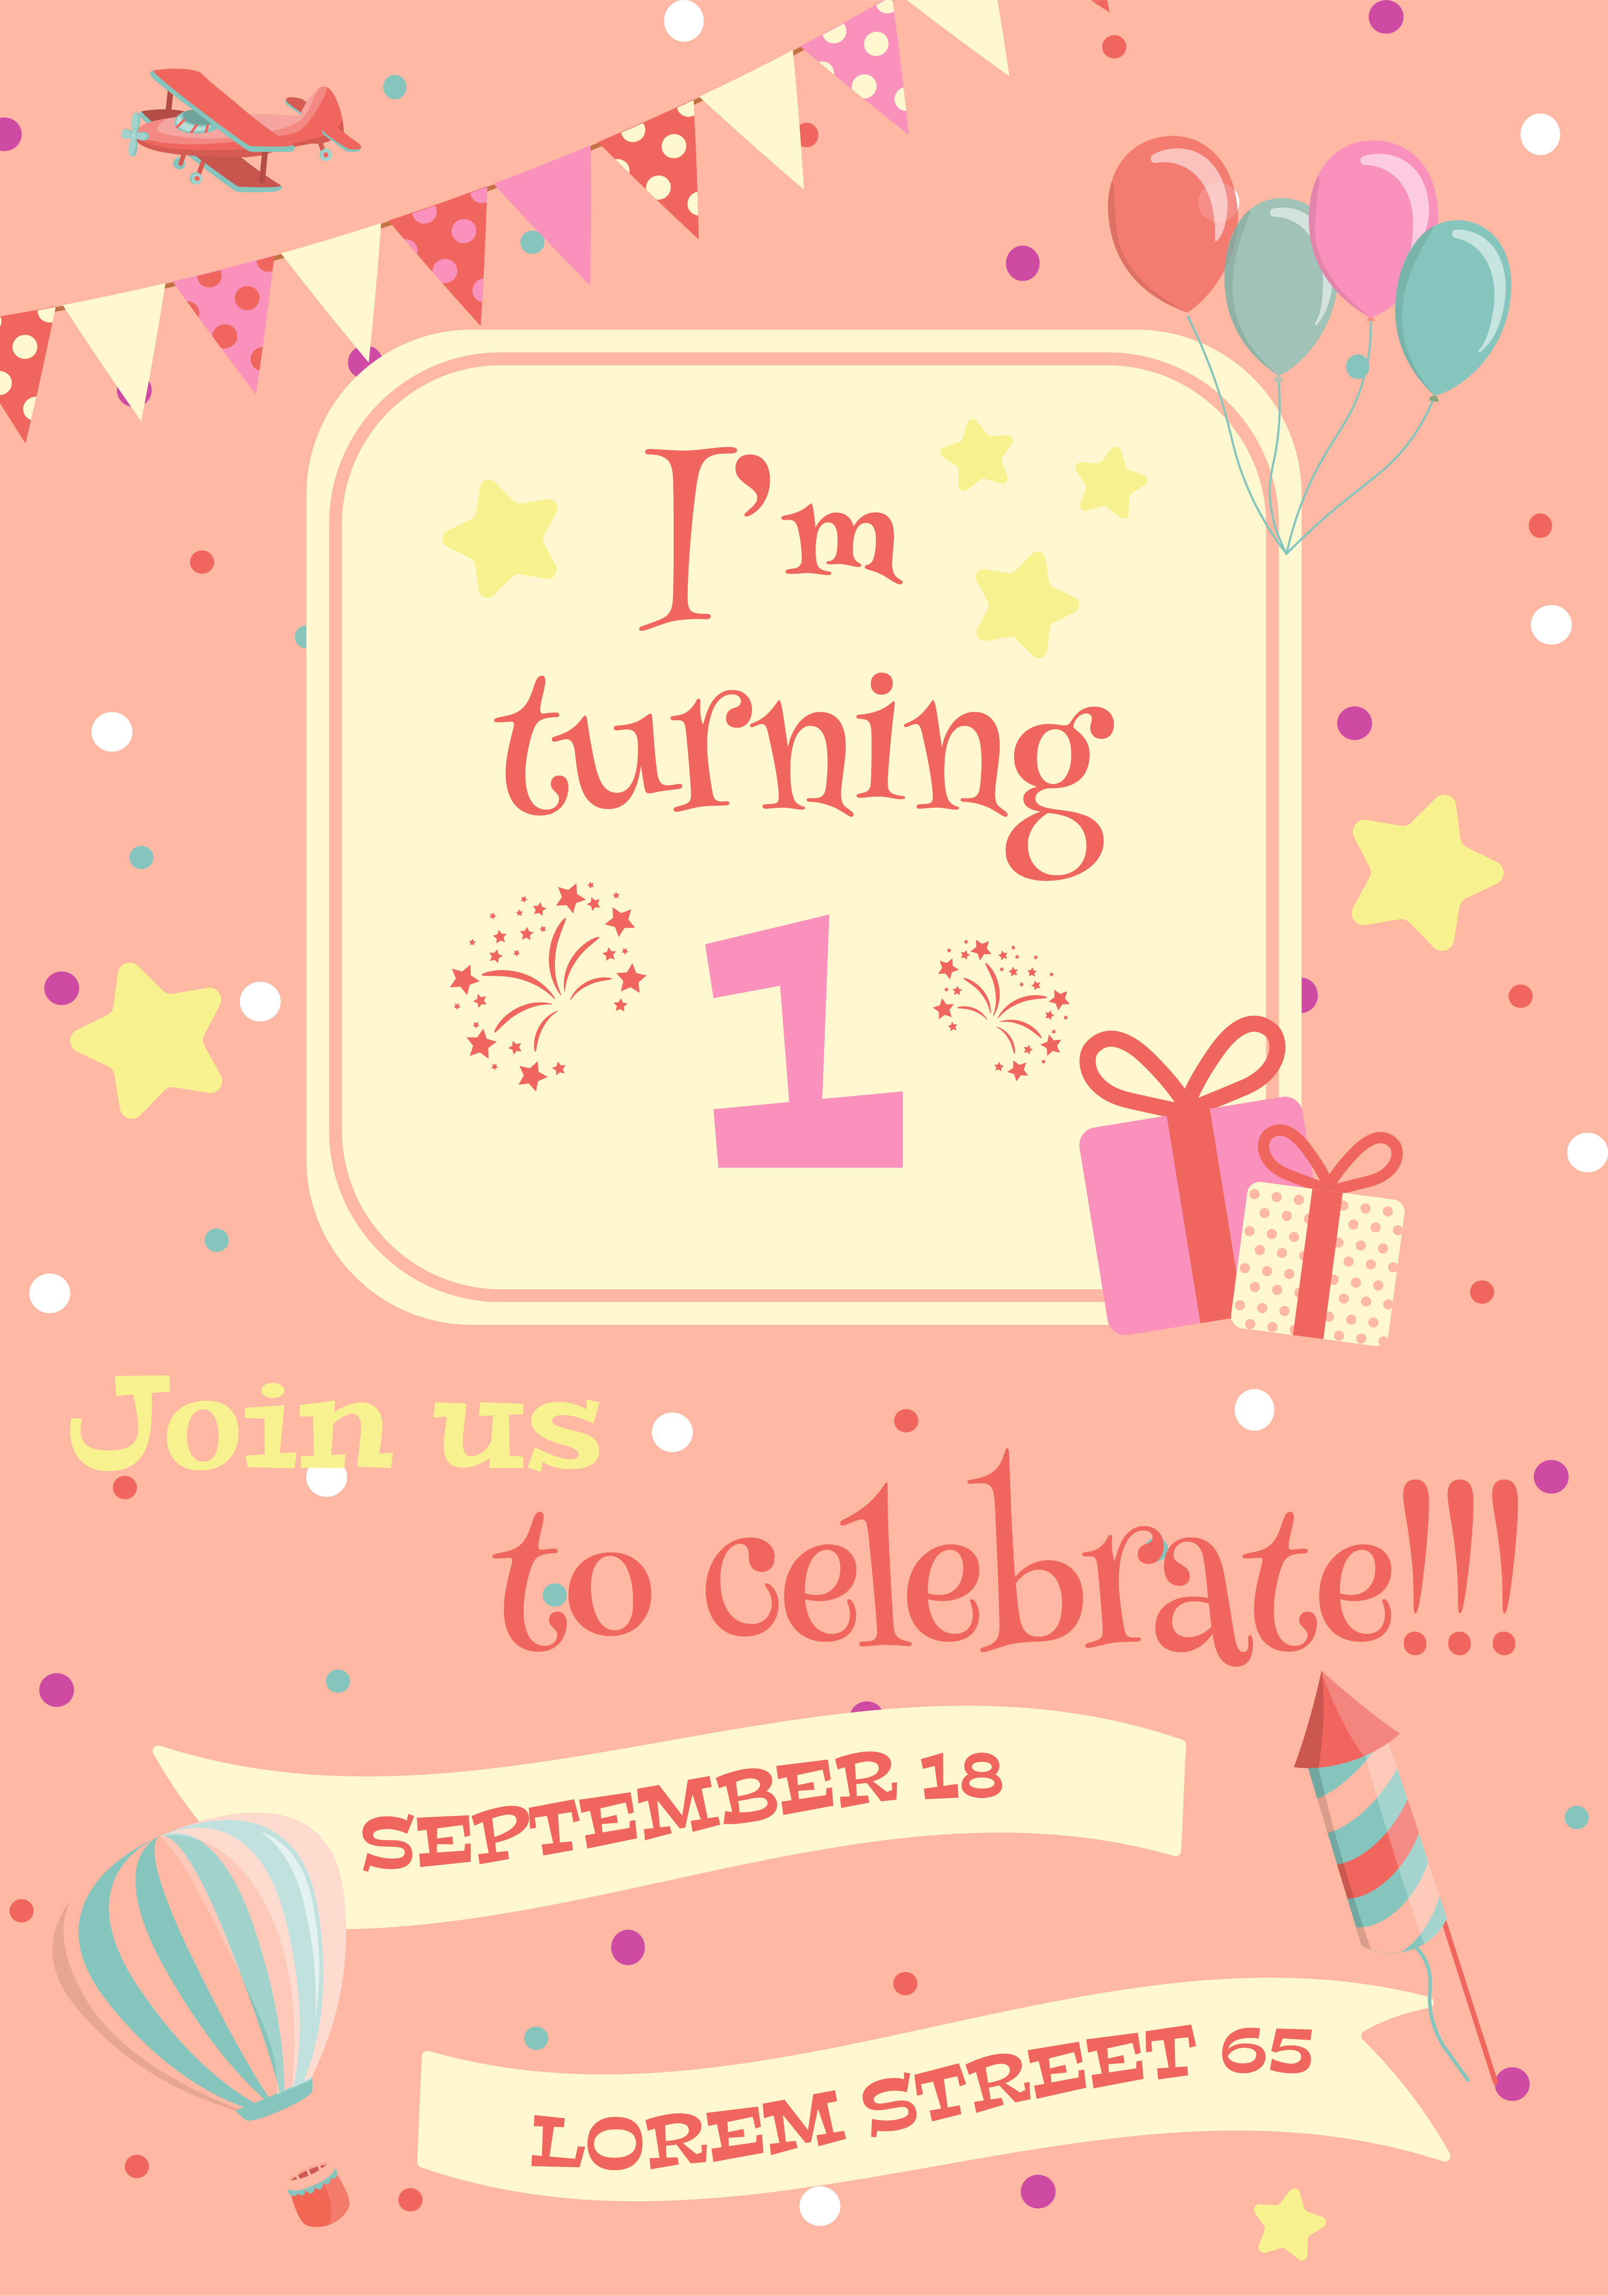 I'm
turning
1
Join us
to celebrate!!!
SEPTEMBER 18
LOREM STREET 65